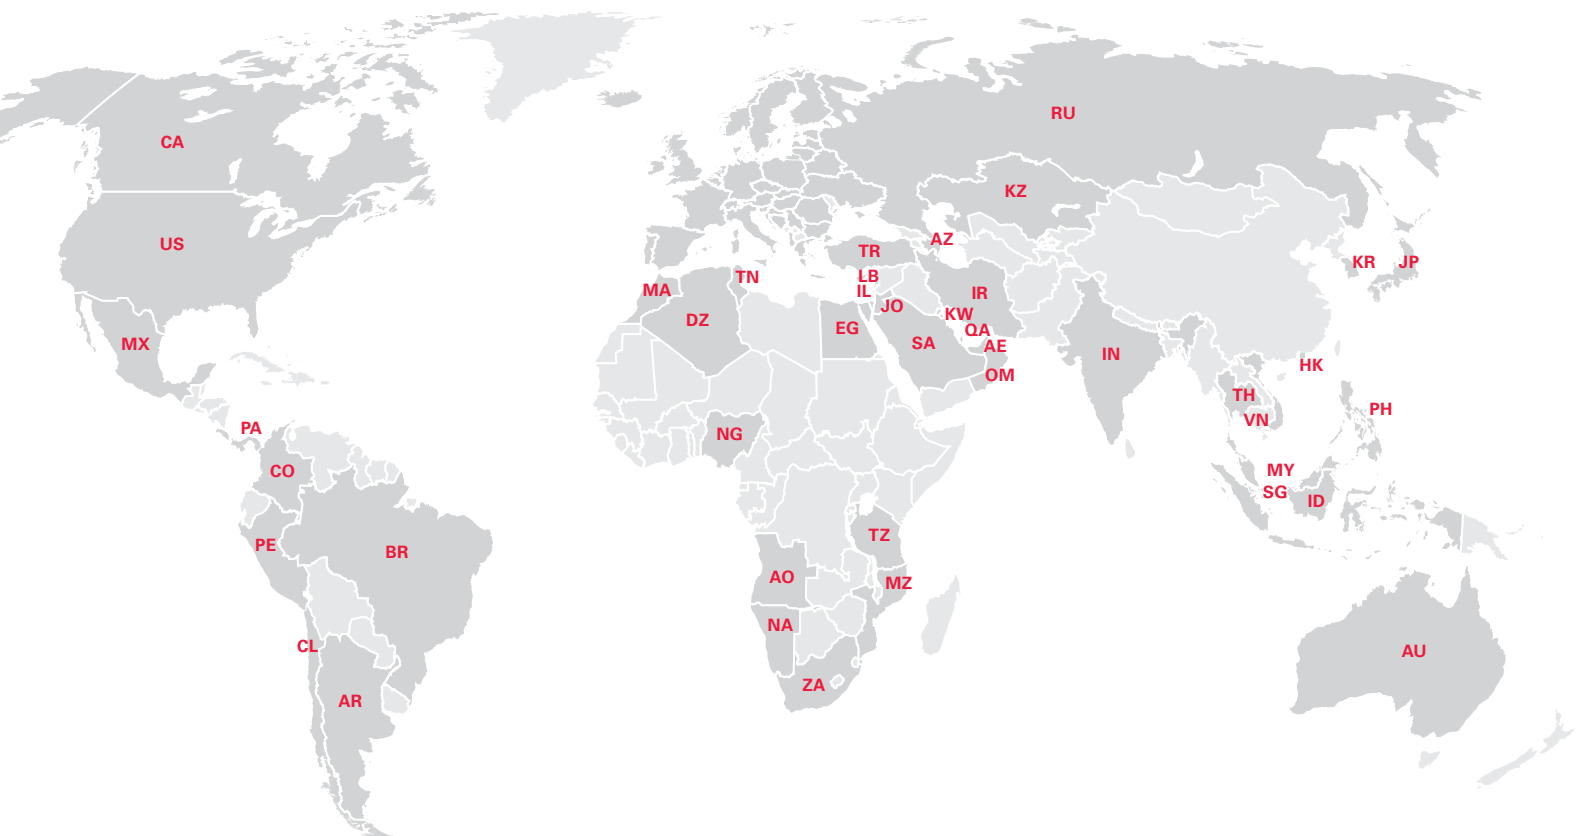 RU
CA
KZ
US
AZ
TR
KR
JP
LB
TN
IL
MA
IR
JO
KW
DZ
EG
QA
SA
MX
AE
IN
HK
OM
TH
PH
VN
PA
NG
CO
MY
SG
ID
TZ
PE
BR
AO
MZ
NA
CL
AU
ZA
AR